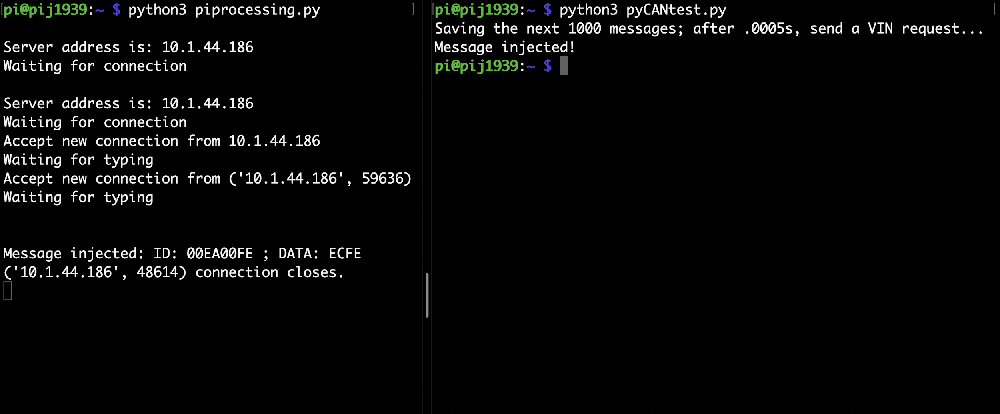 pi@pij1939:~ $ python3 piprocessing.py
Server address is: 10.1.44.186
Waiting for connection
Server address is: 10.1.44.186
Waiting for connection
Accept new connection from 10.1.44.186
Waiting for typing
Accept new connection from ('10.1.44.186', 59636)
Waiting for typing
Message injected: ID: 00EA00FE ; DATA: ECFE
('10.1.44.186', 48614) connection closes.
pi@pij1939:~ $ python3 pyCANtest.py
Saving the next 1000 messages; after .0005s, send a VIN request...
Message injected!
pi@pij1939:~ $